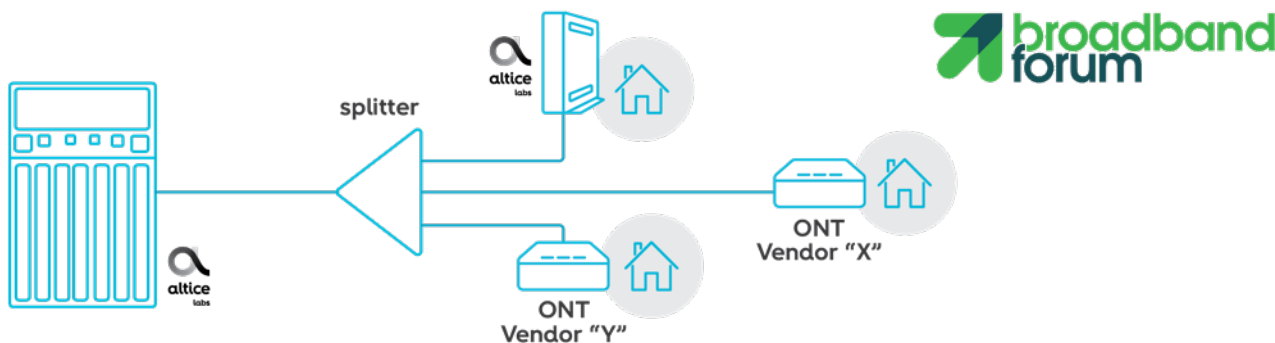 broadband
forum
altice
labs
splitter
ONT
Vendor “X”
altice
labs
ONT
Vendor “Y”